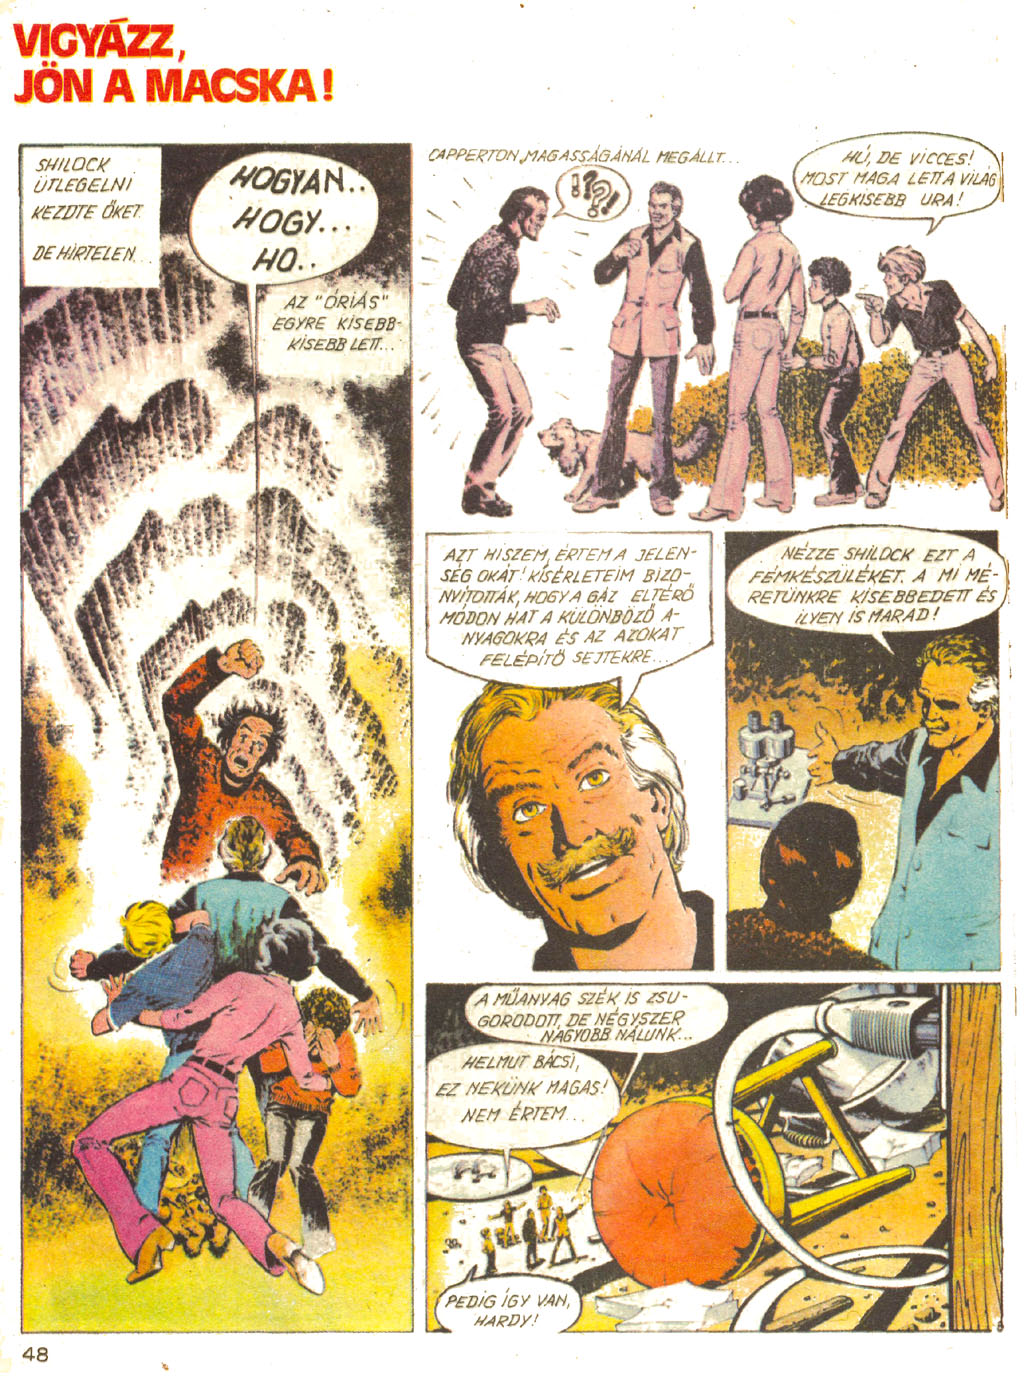 VIGYÁZZ,
JÖN A MACSKA!
SHILOCK
ÜTLEGELNI
KEZDTE ŐKET.
DE HIRTELEN...
HOGYAN..
HOGY...
HO..
AZ "ÓRIÁS"
EGYRE KISEBB-
KISEBB LETT...
CAPPERTON MAGASSÁGÁNÁL MEGÁLLT...
!??!
HŰ, DE VICCES!
MOST MAGA LETT A VILÁG
LEGKISEBB URA!
AZT HISZEM, ÉRTEM A JELEN-
SÉG OKÁT! KÍSÉRLETEIM BIZO-
NYÍTOTTÁK, HOGY A GÁZ ELTÉRŐ
MÓDON HAT A KÜLÖNBÖZŐ A-
NYAGOKRA ÉS AZ AZOKAT
FELÉPÍTŐ SEJTEKRE...
NÉZZE SHILOCK EZT A
FÉMKÉSZÜLÉKET. A MI MÉ-
RETÜNKRE KISEBBEDETT ÉS
ILYEN IS MARAD!
A MŰANYAG SZÉK IS ZSU-
GORODOTT, DE NÉGYSZER
NAGYOBB NÁLUNK...
HELMUT BÁCSI,
EZ NEKÜNK MAGAS!
NEM ÉRTEM...
PEDIG ÍGY VAN,
HARDY!
8
48